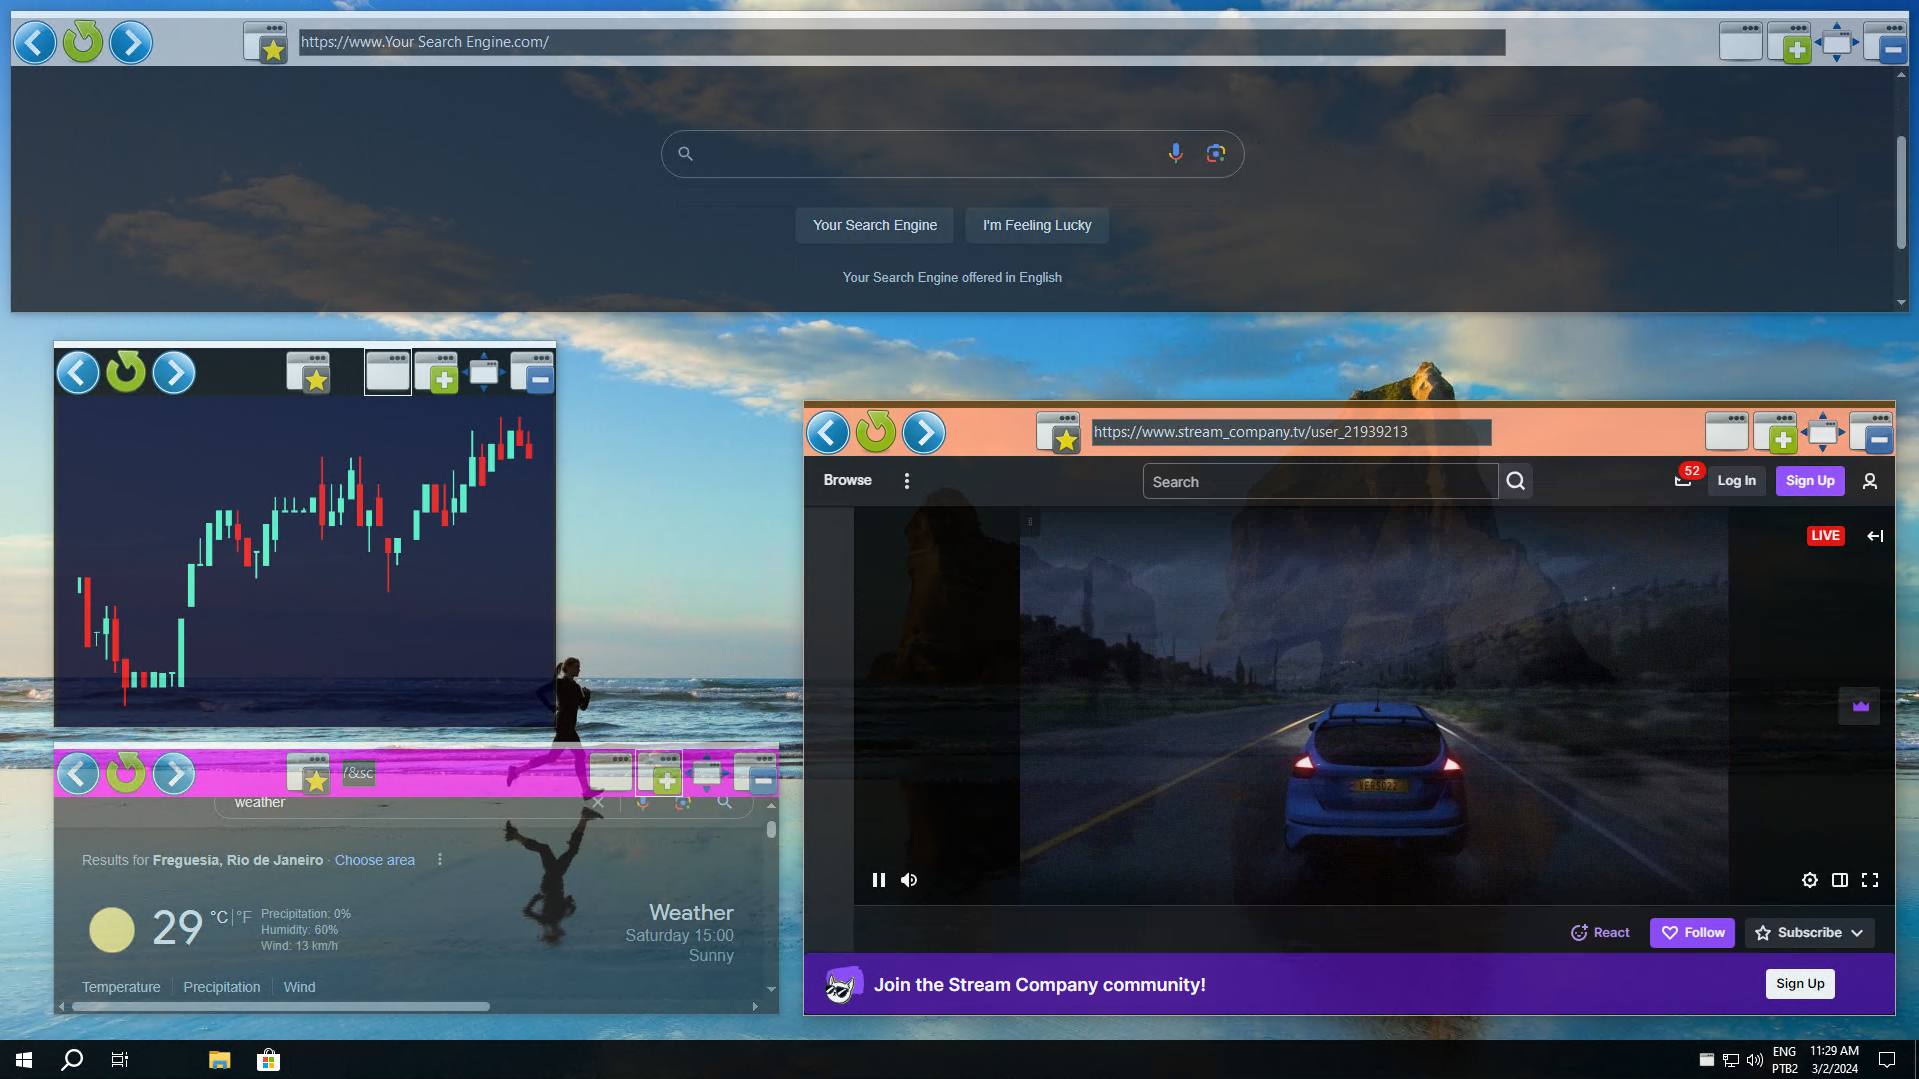 https://www.Your Search Engine.com/
Your Search Engine
I'm Feeling Lucky
Your Search Engine offered in English
https://www.stream_company.tv/user_21939213
Browse
Search
52
Log In
Sign Up
LIVE
React
Follow
Subscribe
Join the Stream Company community!
Sign Up
/&sc
weather
Results for Freguesia, Rio de Janeiro · Choose area
29 °C | °F
Precipitation: 0%
Humidity: 60%
Wind: 13 km/h
Weather
Saturday 15:00
Sunny
Temperature
Precipitation
Wind
ENG
PTB2
11:29 AM
3/2/2024